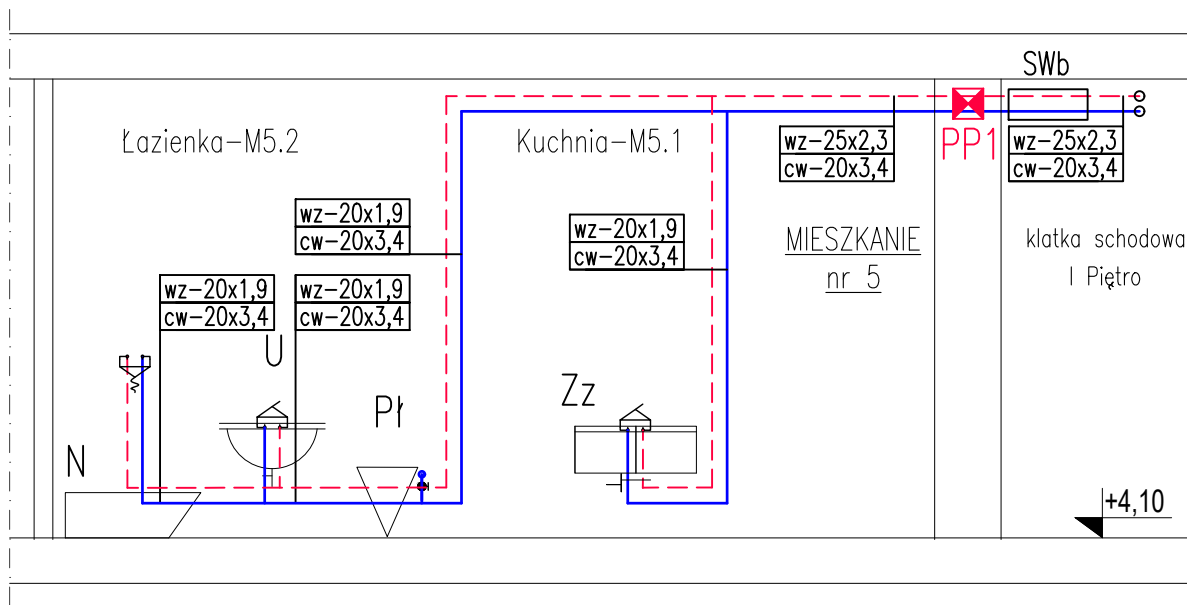 SWb
Łazienka-M5.2
Kuchnia-M5.1
wz-25x2,3
cw-20x3,4
PP1
wz-25x2,3
cw-20x3,4
wz-20x1,9
cw-20x3,4
wz-20x1,9
cw-20x3,4
MIESZKANIE
nr 5
klatka schodowa
I Piętro
wz-20x1,9
cw-20x3,4
wz-20x1,9
cw-20x3,4
U
Pł
Zz
N
+4,10